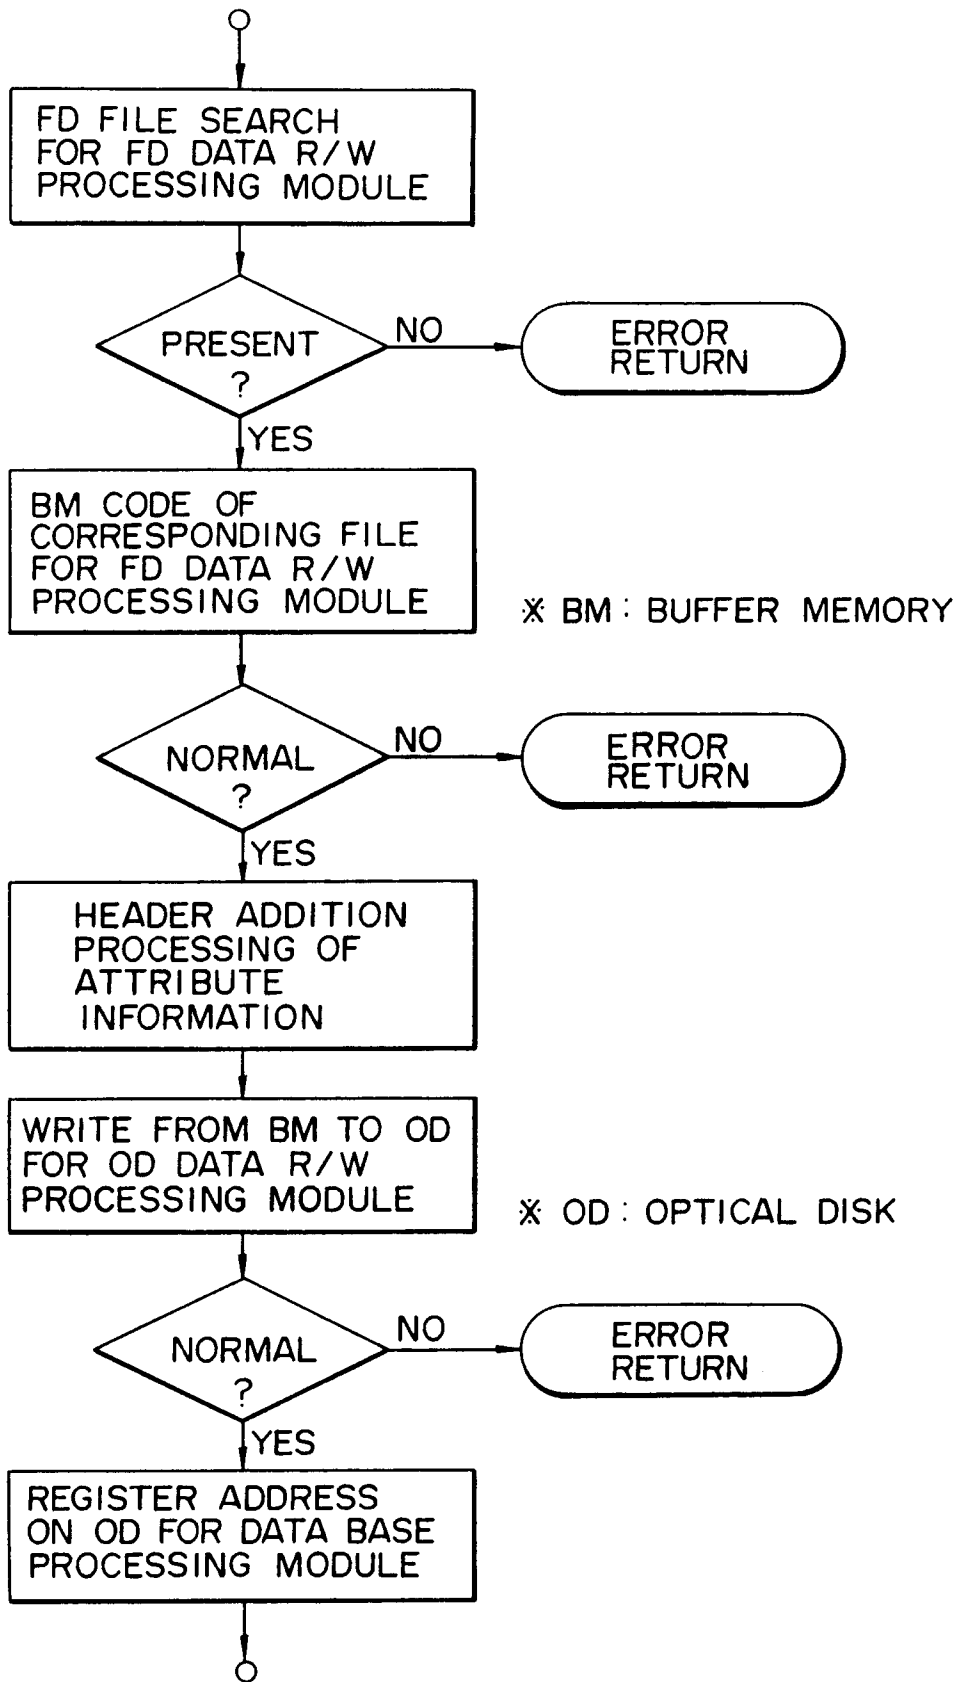 FD FILE SEARCH
FOR FD DATA R/W
PROCESSING MODULE
PRESENT
?
NO
ERROR
RETURN
YES
BM CODE OF
CORRESPONDING FILE
FOR FD DATA R/W
PROCESSING MODULE
※ BM : BUFFER MEMORY
NORMAL
?
NO
ERROR
RETURN
YES
HEADER ADDITION
PROCESSING OF
ATTRIBUTE
INFORMATION
WRITE FROM BM TO OD
FOR OD DATA R/W
PROCESSING MODULE
※ OD : OPTICAL DISK
NORMAL
?
NO
ERROR
RETURN
YES
REGISTER ADDRESS
ON OD FOR DATA BASE
PROCESSING MODULE